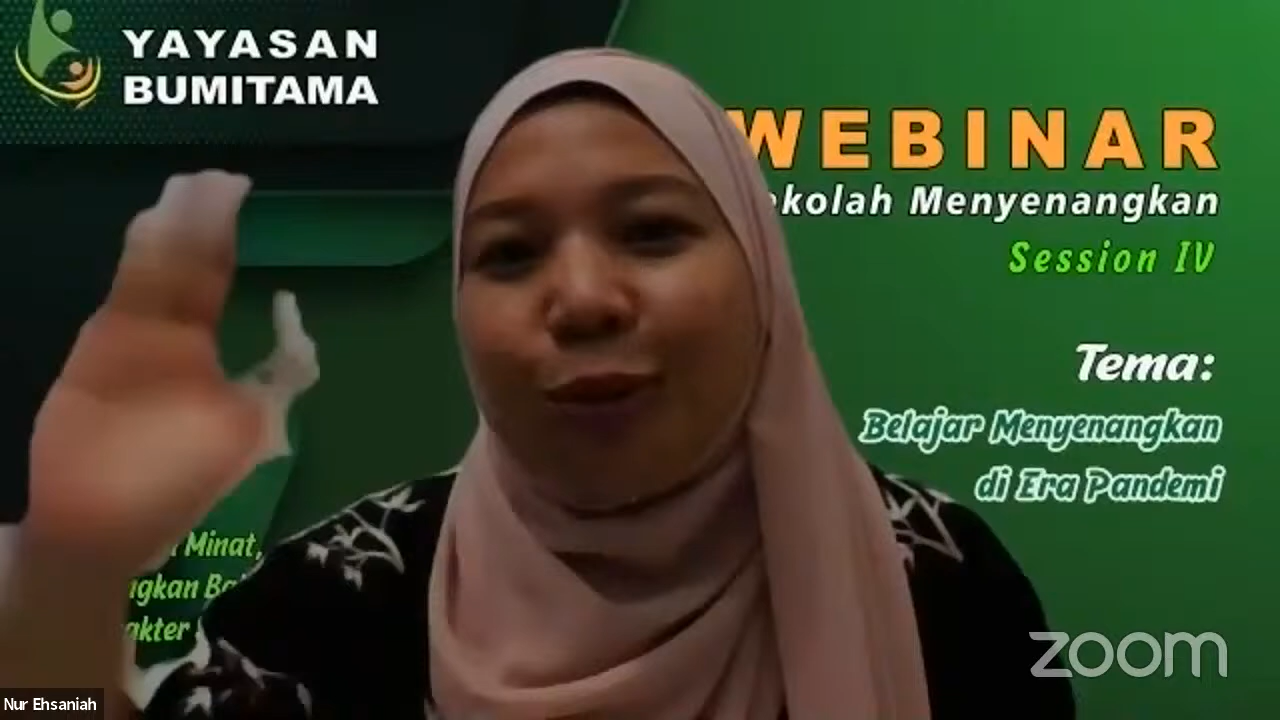 YAYASAN
BUMITAMA
WEBINAR
ekolah Menyenangkan
Session IV
Tema:
Belajar Menyenangkan
di Era Pandemi
Minat,
gkan Ba
akter
zoom
Nur Ehsaniah